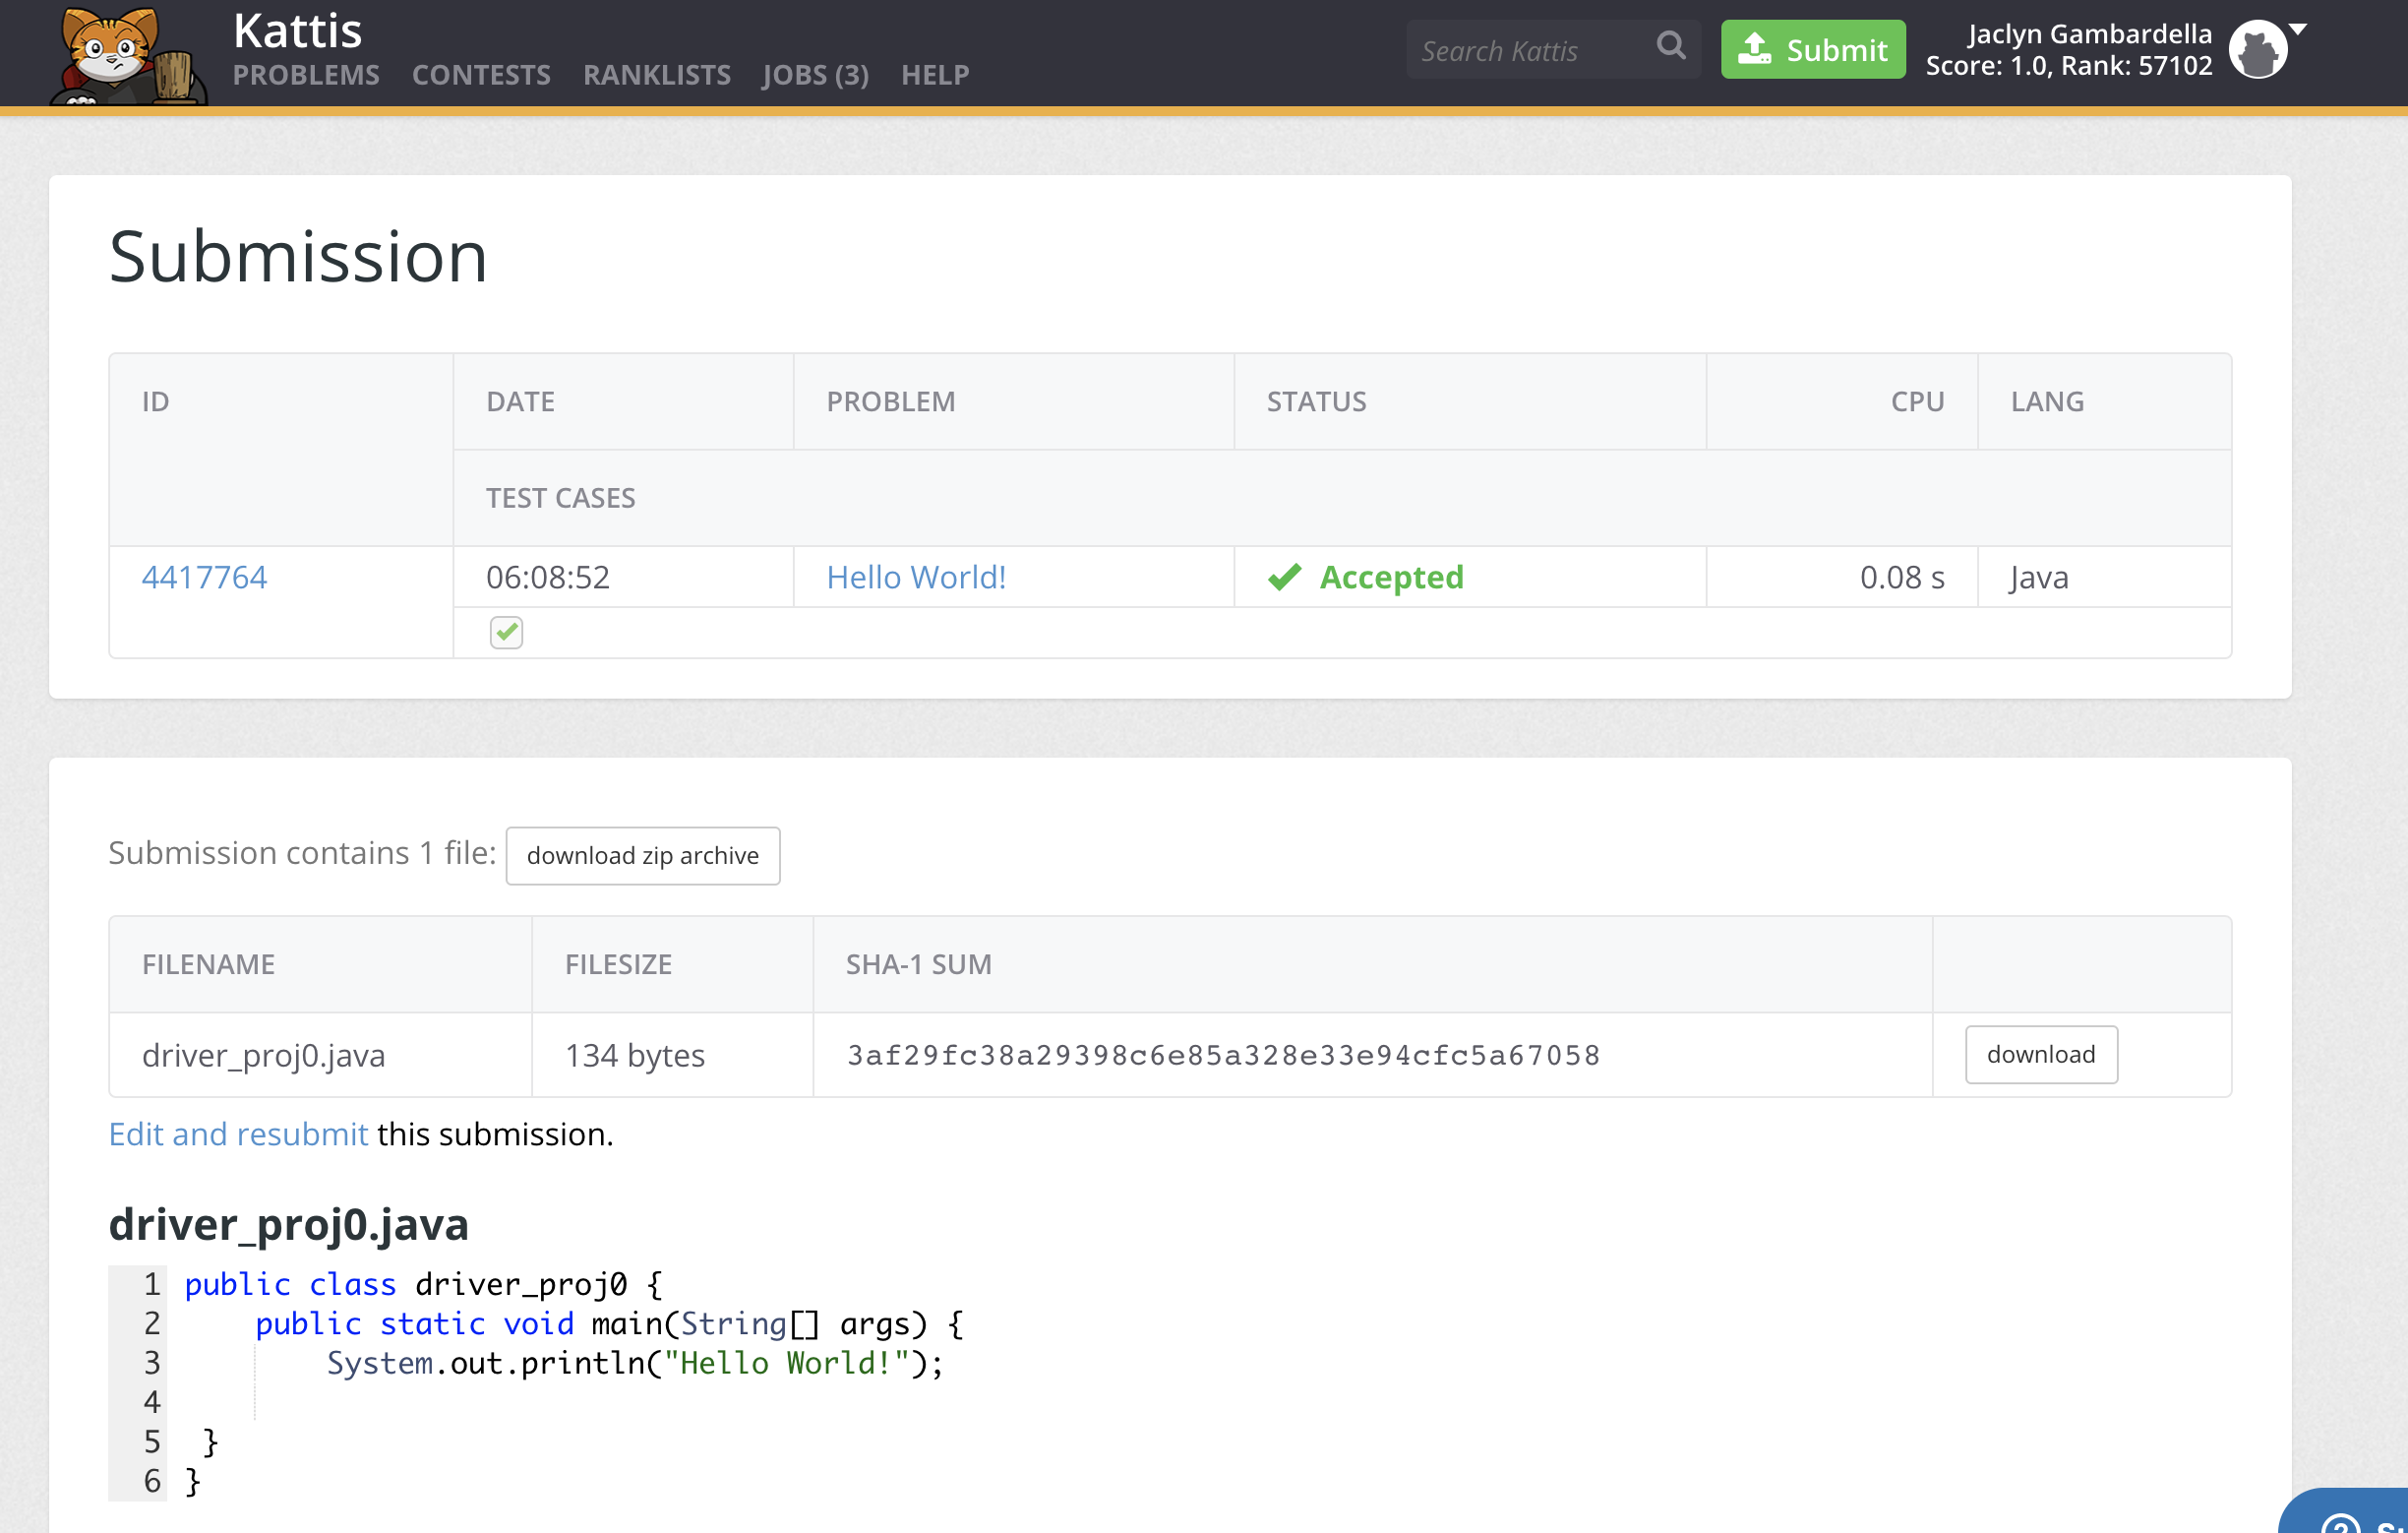 Kattis
PROBLEMS CONTESTS RANKLISTS JOBS (3) HELP
Search Kattis
Submit
Jaclyn Gambardella
Score: 1.0, Rank: 57102
Submission
ID DATE PROBLEM STATUS CPU LANG
TEST CASES
4417764 06:08:52 Hello World! Accepted 0.08 s Java
Submission contains 1 file: download zip archive
FILENAME FILESIZE SHA-1 SUM
driver_proj0.java 134 bytes 3af29fc38a29398c6e85a328e33e94cfc5a67058 download
Edit and resubmit this submission.
driver_proj0.java
1 public class driver_proj0 {
2     public static void main(String[] args) {
3         System.out.println("Hello World!");
4
5  }
6 }